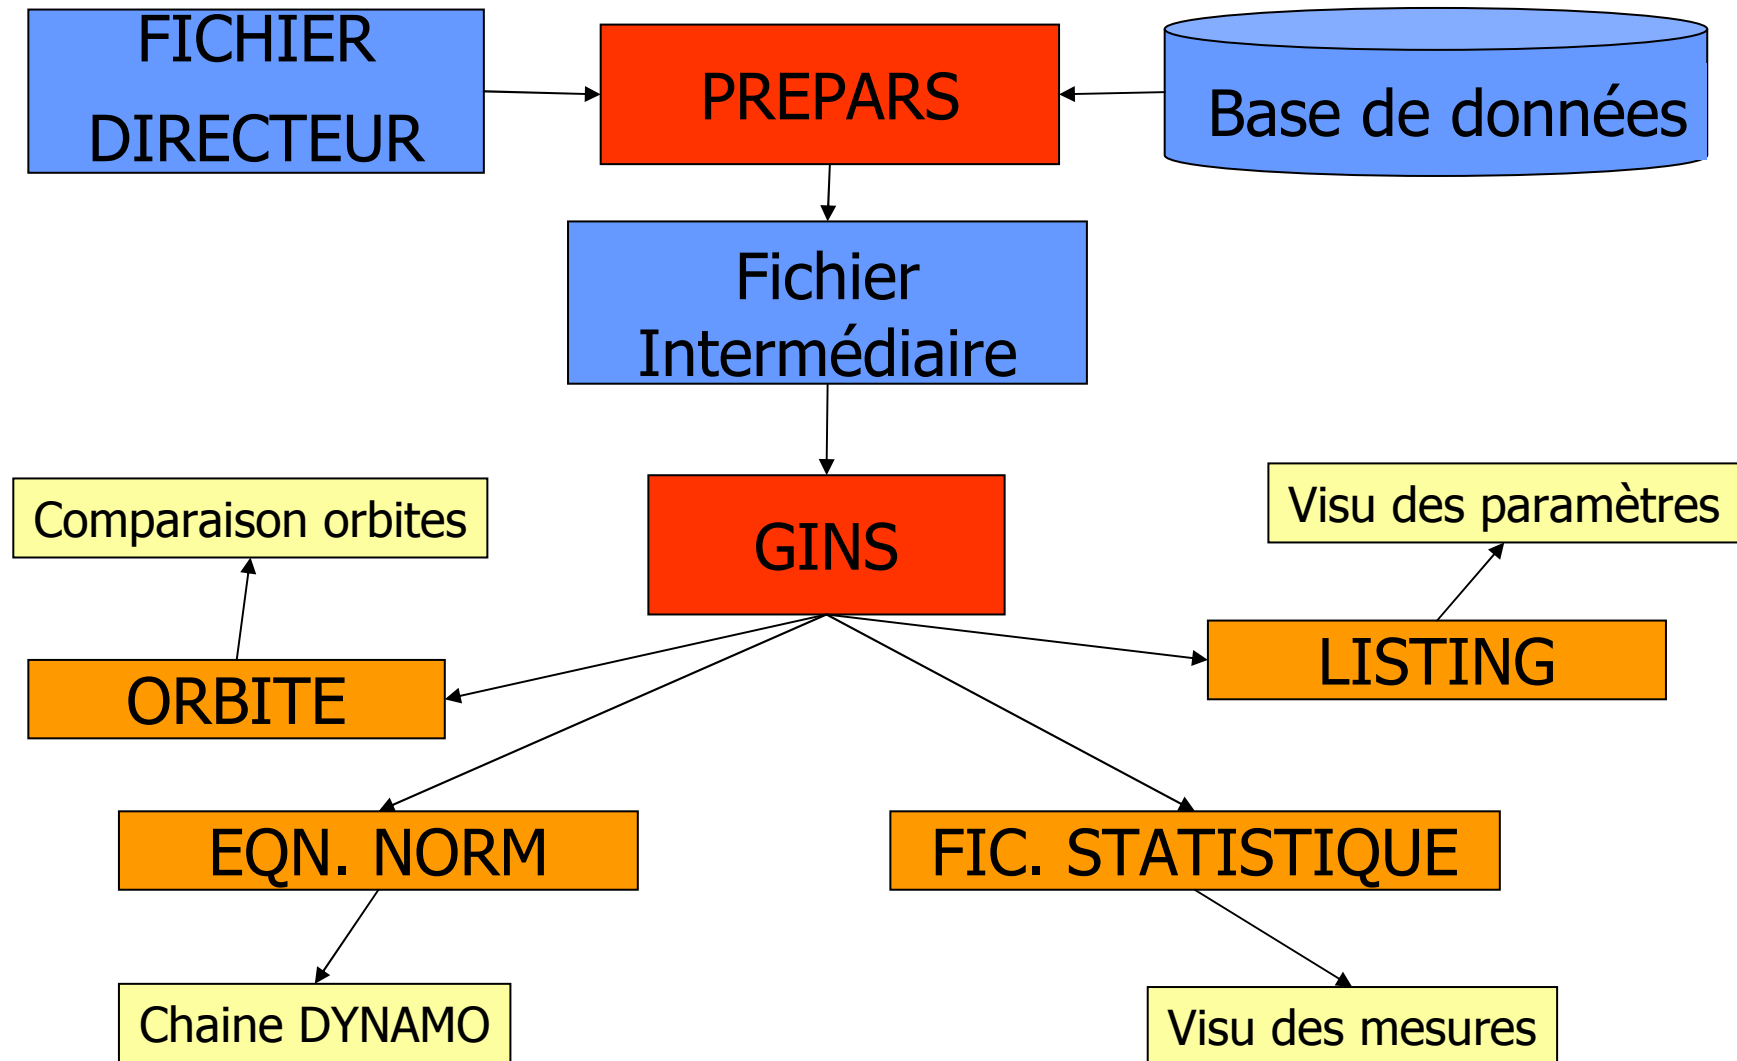 FICHIER
DIRECTEUR
PREPARS
Base de données
Fichier
Intermédiaire
GINS
Comparaison orbites
Visu des paramètres
ORBITE
LISTING
EQN. NORM
FIC. STATISTIQUE
Chaine DYNAMO
Visu des mesures